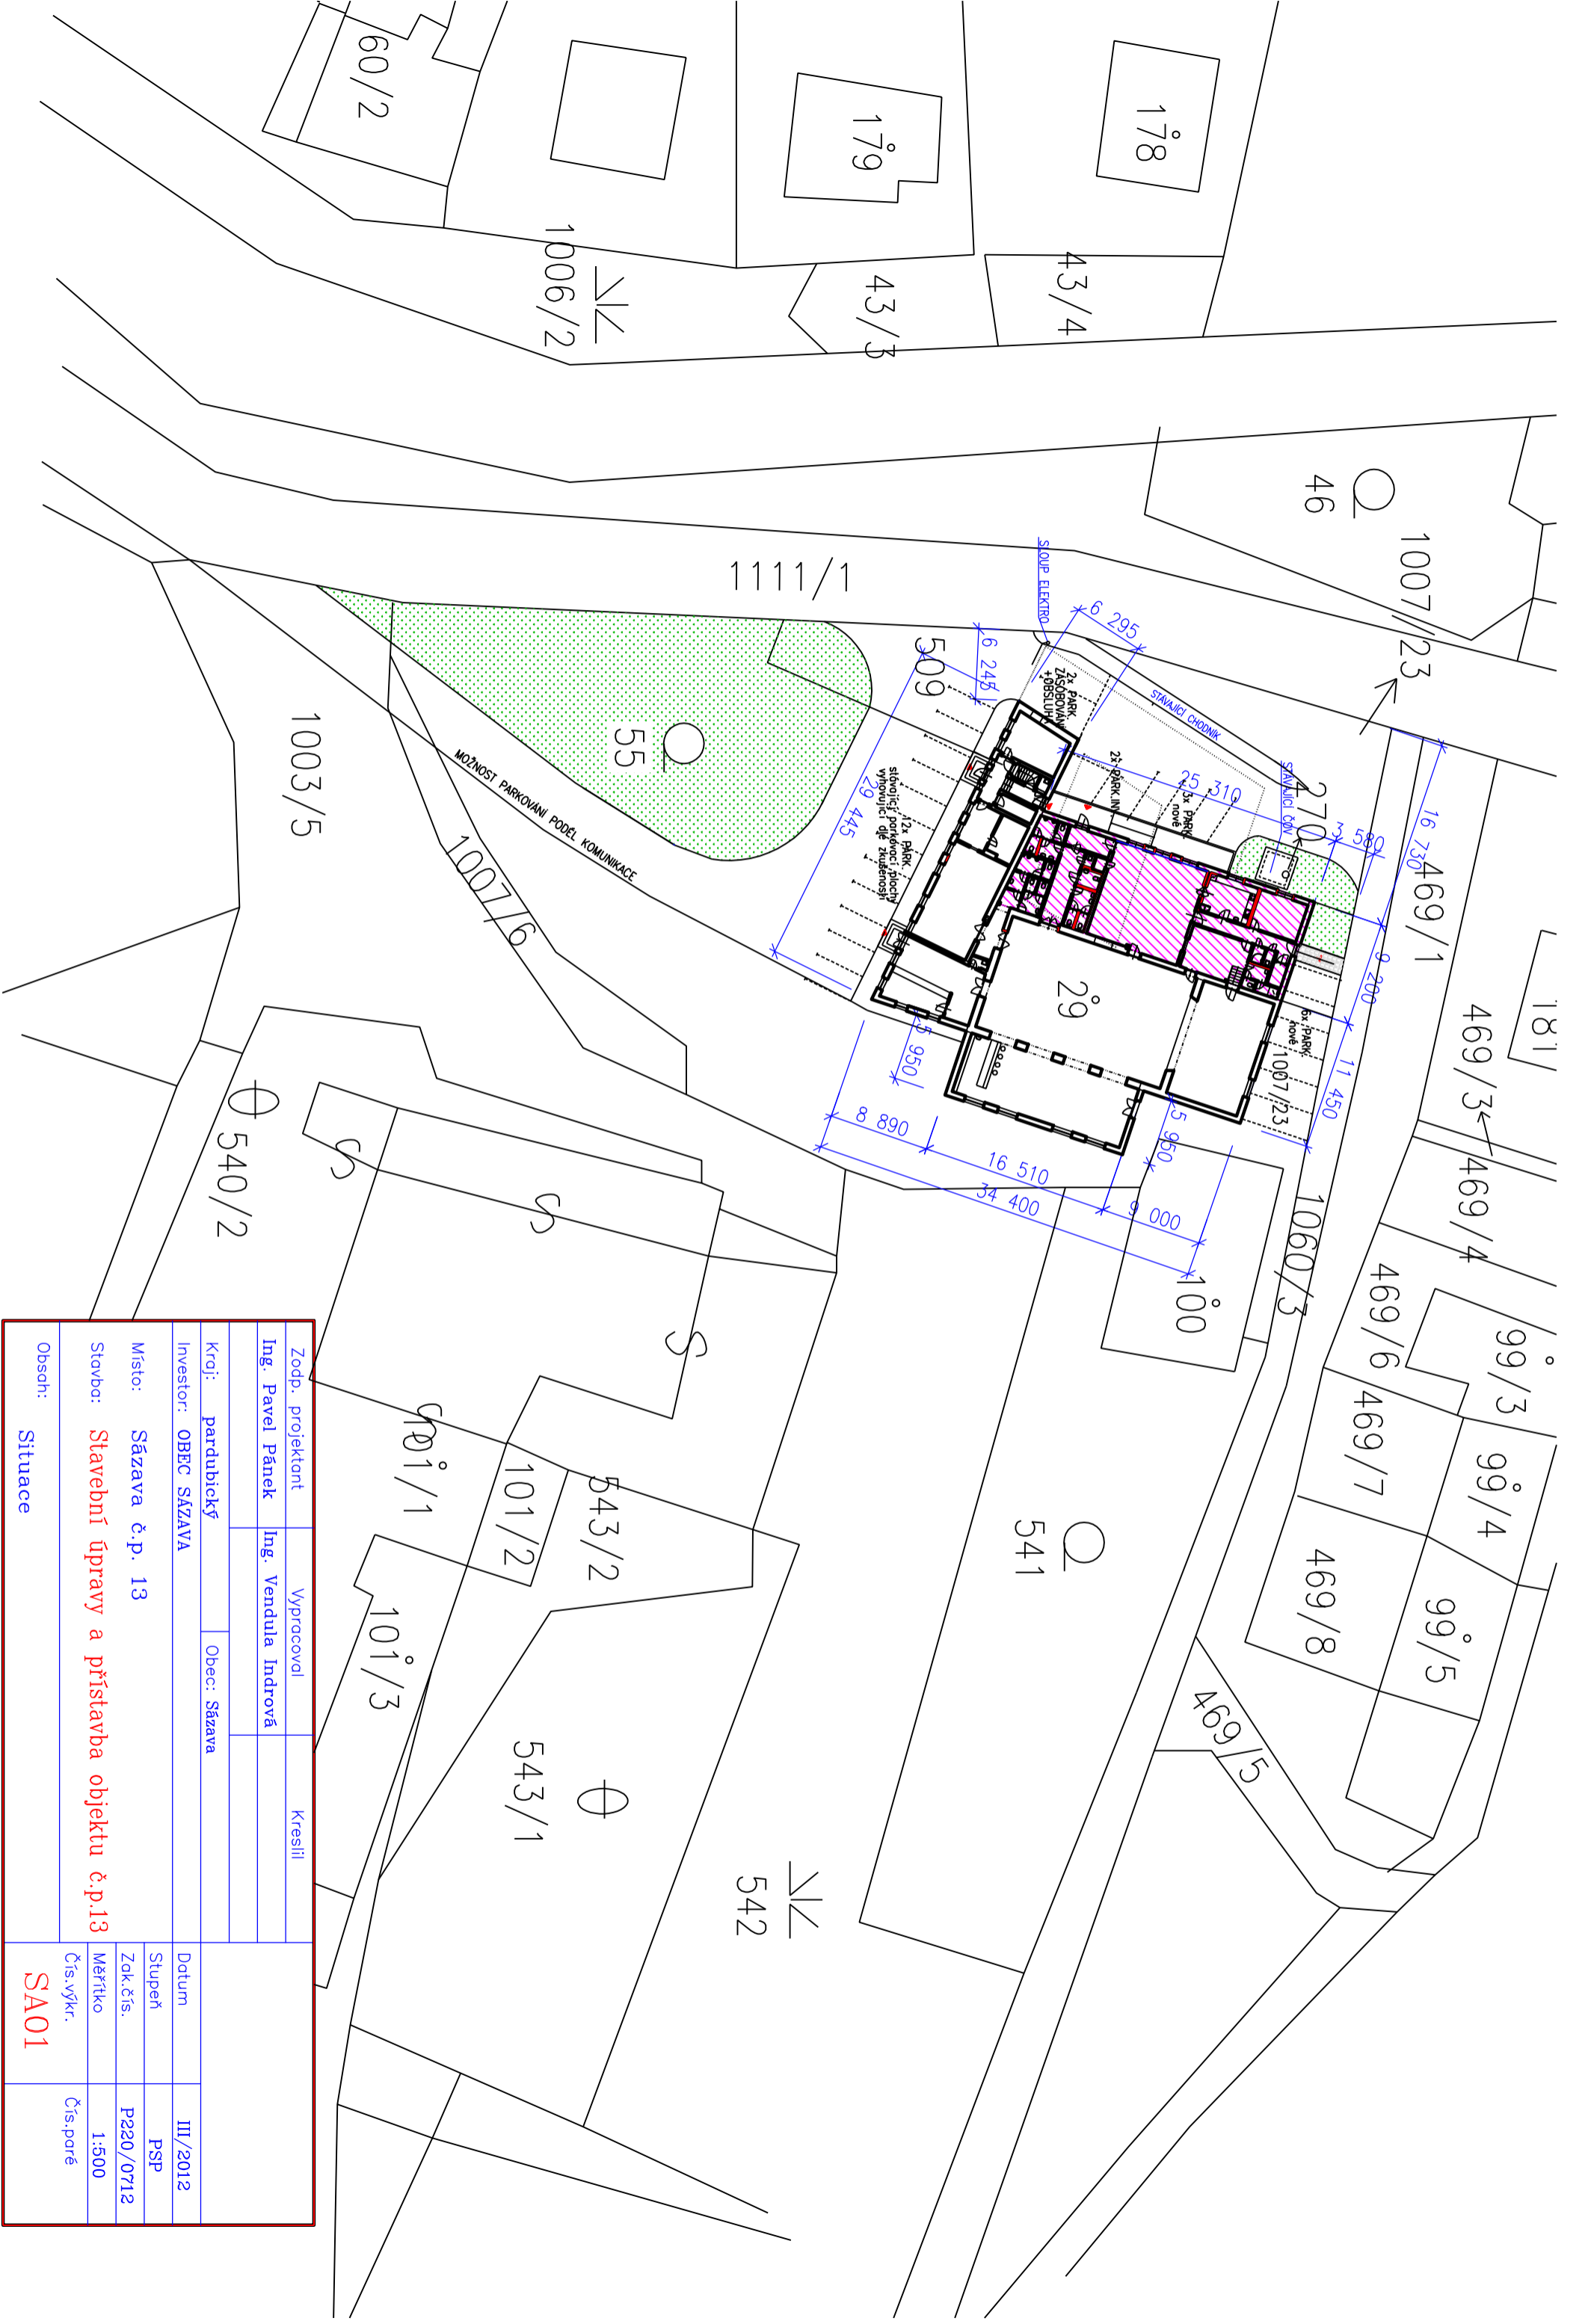 60/2
179
178
1006/2
43/3
43/4
46
1007/23
1111/1
SLOUP ELEKTRO
6 295
6 245
509
2x PARK.
ZÁSOBOVÁNÍ
+OBSLUHA
STÁVAJÍCÍ CHODNÍK
2x PARK.INV
3x PARK.
nové
25 310
STÁVAJÍCÍ ČOV
270
3 580
16 730
469/1
9 200
11 450
6x PARK.
nové
1007/23
29
55
MOŽNOST PARKOVÁNÍ PODÉL KOMUNIKACE
12x PARK.
stávající parkovací plochy
vyhovující dle zkušeností
29 445
5 950
8 890
16 510
34 400
9 000
5 950
1003/5
1007/6
181
469/3
469/4
1060/3
100
469/6
99/3
469/7
99/4
469/8
99/5
469/5
540/2
101/1
101/2
543/2
101/3
543/1
541
542
Zodp. projektant
Vypracoval
Kreslil
Ing. Pavel Pánek
Ing. Vendula Indrová
Kraj: pardubický
Obec: Sázava
Investor: OBEC SÁZAVA
Místo: Sázava č.p. 13
Stavba: Stavební úpravy a přístavba objektu č.p.13
Obsah: Situace
Datum III/2012
Stupeň PSP
Zak.čís. P220/0712
Měřítko 1:500
Čís.výkr. Čís.paré
SA01